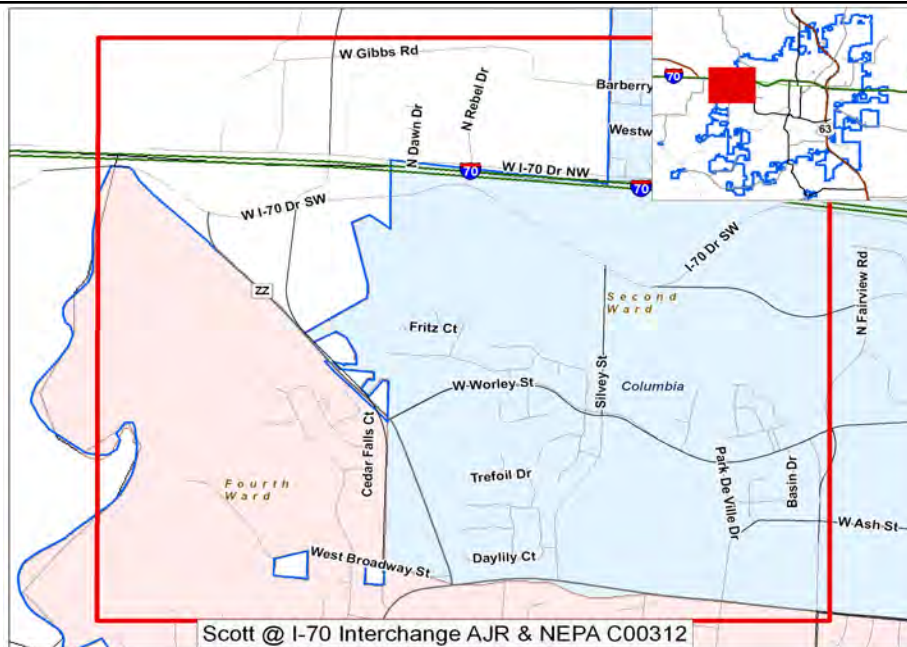 W Gibbs Rd
N Dawn Dr
N Rebel Dr
Barberry
Westw
70
63
W I-70 Dr NW
70
70
W I-70 Dr SW
I-70 Dr SW
N Fairview Rd
ZZ
Second
Ward
Fritz Ct
Silvey St
W Worley St
Columbia
Cedar Falls Ct
Trefoil Dr
Park De Ville Dr
Basin Dr
Fourth
Ward
W Ash St
West Broadway St
Daylily Ct
Scott @ I-70 Interchange AJR & NEPA C00312